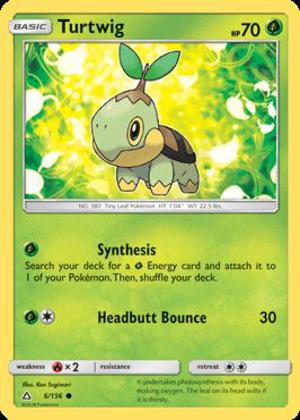 BASIC Turtwig HP70
NO. 387 Tiny Leaf Pokémon HT: 1'04" WT: 22.5 lbs.
Synthesis
Search your deck for a Energy card and attach it
to 1 of your Pokémon. Then, shuffle your deck.
Headbutt Bounce 30
weakness × 2 resistance retreat
Illus. Ken Sugimori
6/156
©2018 Pokémon
It undertakes photosynthesis with its body,
making oxygen. The leaf on its head wilts if
it is thirsty.